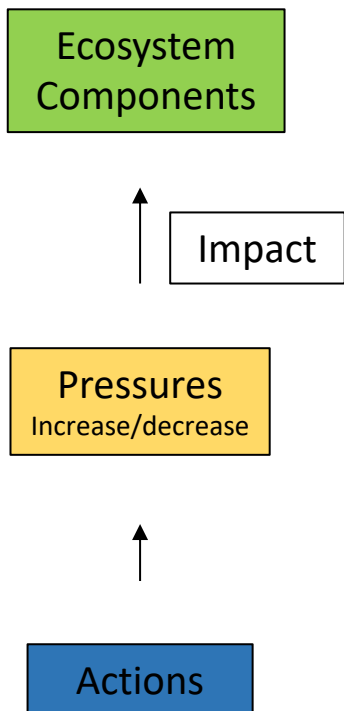 Ecosystem
Components
Impact
Pressures
Increase/decrease
Actions